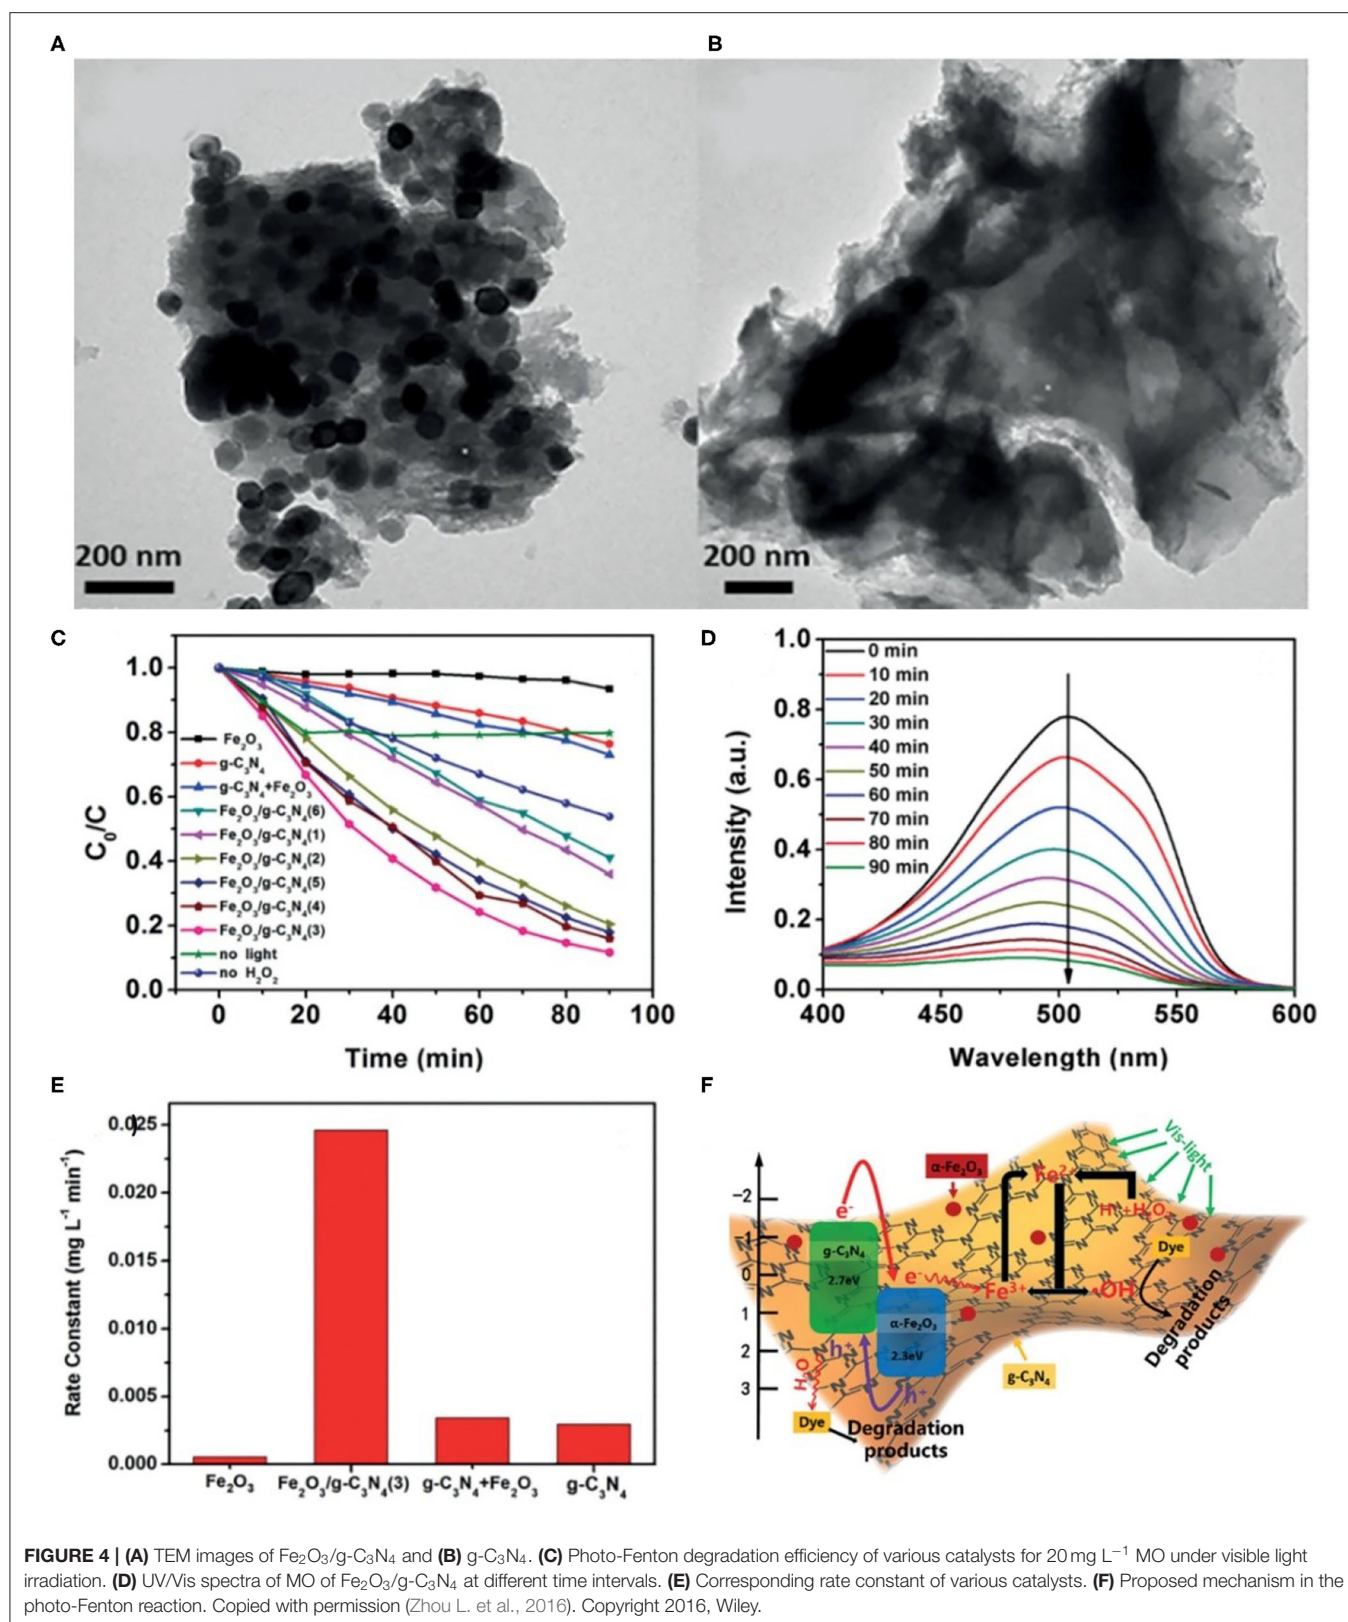 A
B
200 nm
200 nm
C
1.0
0.8
0.6
0.4
0.2
0.0
C₀/C
Fe₂O₃
g-C₃N₄
g-C₃N₄+Fe₂O₃
Fe₂O₃/g-C₃N₄(6)
Fe₂O₃/g-C₃N₄(1)
Fe₂O₃/g-C₃N₄(2)
Fe₂O₃/g-C₃N₄(5)
Fe₂O₃/g-C₃N₄(4)
Fe₂O₃/g-C₃N₄(3)
no light
no H₂O₂
0 20 40 60 80 100
Time (min)
D
1.0
0.8
0.6
0.4
0.2
0.0
Intensity (a.u.)
0 min
10 min
20 min
30 min
40 min
50 min
60 min
70 min
80 min
90 min
400 450 500 550 600
Wavelength (nm)
E
0.025
0.020
0.015
0.010
0.005
0.000
Rate Constant (mg L⁻¹ min⁻¹)
Fe₂O₃ Fe₂O₃/g-C₃N₄(3) g-C₃N₄+Fe₂O₃ g-C₃N₄
F
Vis-light
α-Fe₂O₃
Fe²⁺
−2
−1
0
1
2
3
e⁻
g-C₃N₄
2.7eV
e⁻
Fe³⁺
•OH
Dye
α-Fe₂O₃
2.3eV
h⁺
h⁺
H₂O
Dye
Degradation
products
g-C₃N₄
Degradation
products
FIGURE 4 | (A) TEM images of Fe₂O₃/g-C₃N₄ and (B) g-C₃N₄. (C) Photo-Fenton degradation efficiency of various catalysts for 20 mg L⁻¹ MO under visible light
irradiation. (D) UV/Vis spectra of MO of Fe₂O₃/g-C₃N₄ at different time intervals. (E) Corresponding rate constant of various catalysts. (F) Proposed mechanism in the
photo-Fenton reaction. Copied with permission (Zhou L. et al., 2016). Copyright 2016, Wiley.